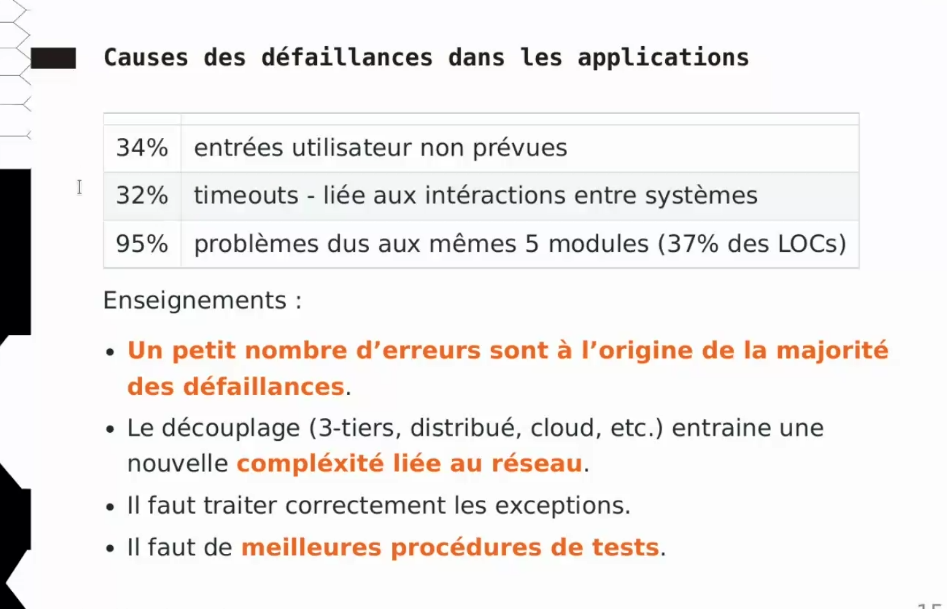 Causes des défaillances dans les applications
34% entrées utilisateur non prévues
32% timeouts - liée aux intéractions entre systèmes
95% problèmes dus aux mêmes 5 modules (37% des LOCs)
Enseignements :
• Un petit nombre d’erreurs sont à l’origine de la majorité
des défaillances.
• Le découplage (3-tiers, distribué, cloud, etc.) entraine une
nouvelle compléxité liée au réseau.
• Il faut traiter correctement les exceptions.
• Il faut de meilleures procédures de tests.